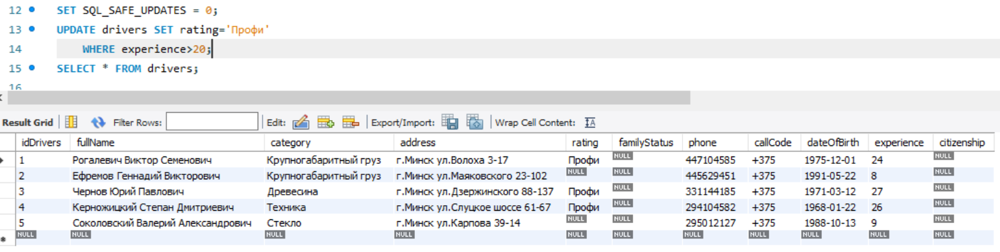 12 SET SQL_SAFE_UPDATES = 0;
13 UPDATE drivers SET rating='Профи'
14 WHERE experience>20;
15 SELECT * FROM drivers;
16
Result Grid Filter Rows: Edit: Export/Import: Wrap Cell Content:
idDrivers fullName category address rating familyStatus phone callCode dateOfBirth experience citizenship
1 Рогалевич Виктор Семенович Крупногабаритный груз г.Минск ул.Волоха 3-17 Профи NULL 447104585 +375 1975-12-01 24 NULL
2 Ефремов Геннадий Викторович Крупногабаритный груз г.Минск ул.Маяковского 23-102 NULL NULL 445629451 +375 1991-05-22 8 NULL
3 Чернов Юрий Павлович Древесина г.Минск ул.Дзержинского 88-137 Профи NULL 331144185 +375 1971-03-12 27 NULL
4 Керножицкий Степан Дмитриевич Техника г.Минск ул.Слуцкое шоссе 61-67 Профи NULL 294104582 +375 1968-01-22 26 NULL
5 Соколовский Валерий Александрович Стекло г.Минск ул.Карпова 39-14 NULL NULL 295012127 +375 1988-10-13 9 NULL
NULL NULL NULL NULL NULL NULL NULL NULL NULL NULL NULL